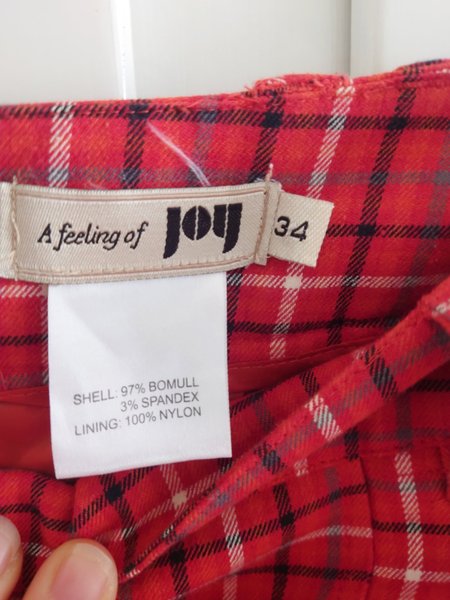 A feeling of JOY 34
SHELL: 97% BOMULL
3% SPANDEX
LINING: 100% NYLON